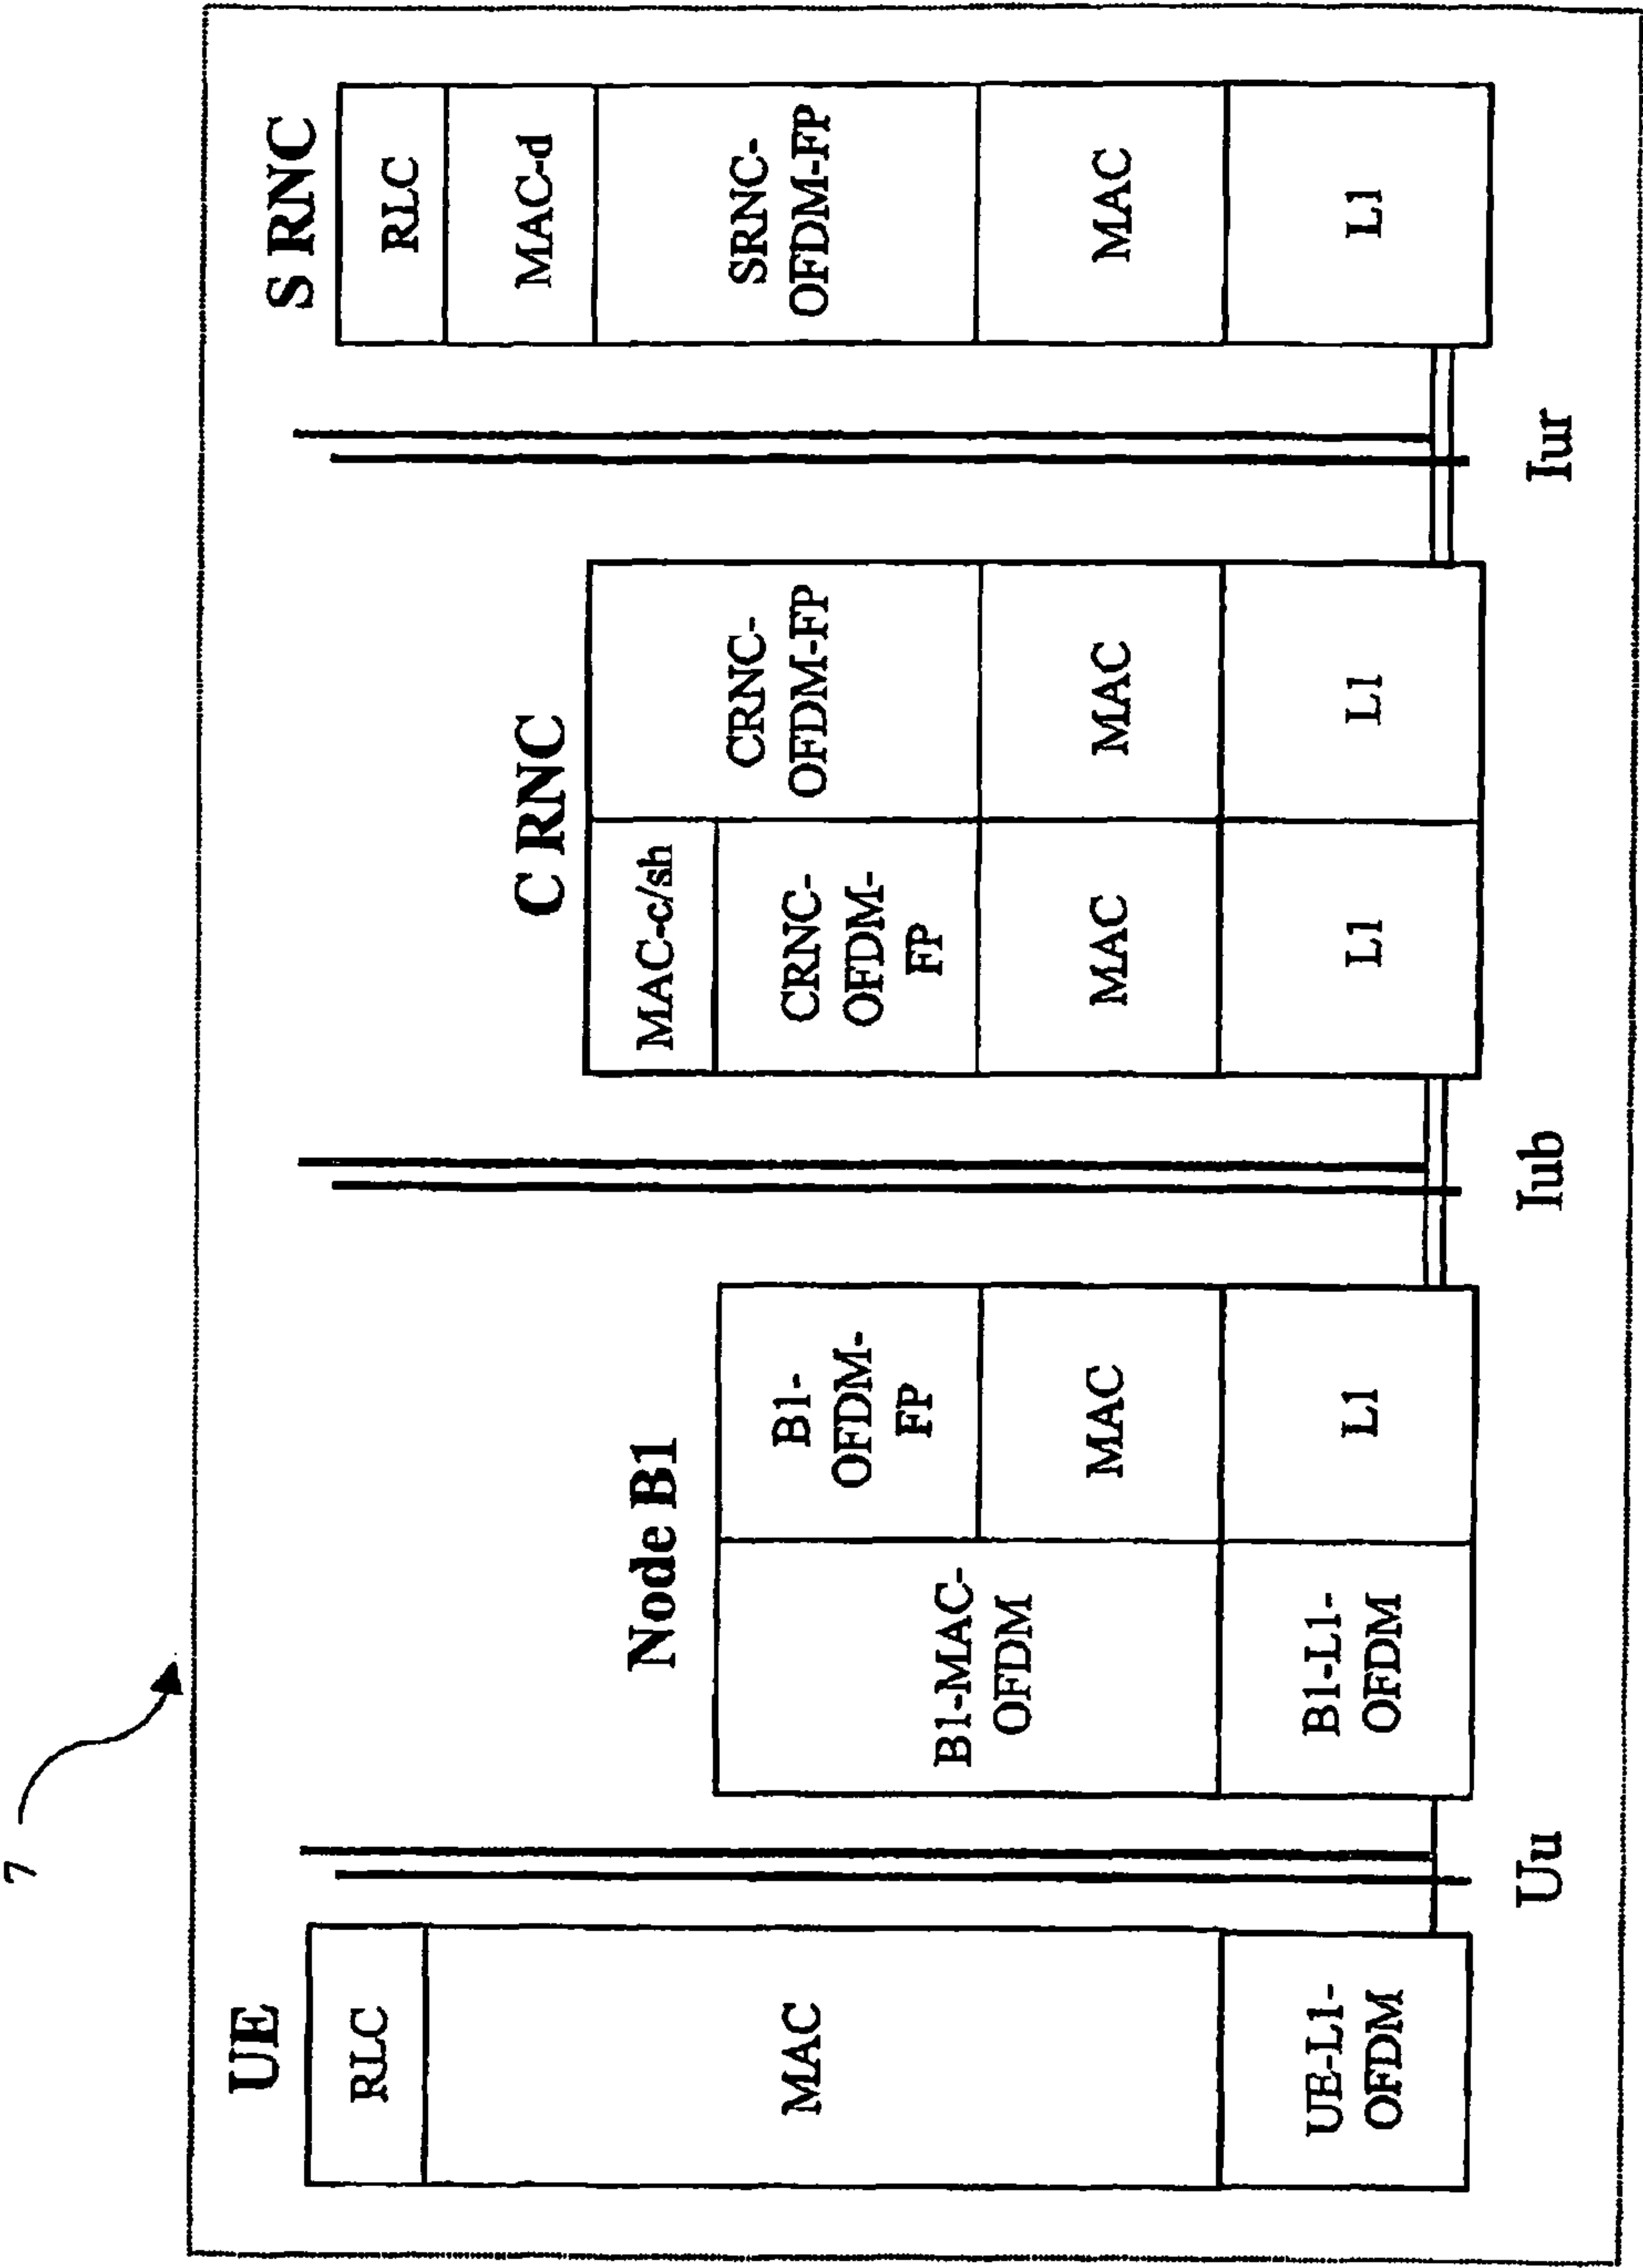 7
UE
RLC
MAC
UE-L1-
OFDM
Uu
Node B1
B1-MAC-
OFDM
B1-L1-
OFDM
B1-
OFDM-
FP
MAC
L1
Iub
C RNC
MAC-c/sh
CRNC-
OFDM-
FP
MAC
L1
CRNC-
OFDM-FP
MAC
L1
Iur
S RNC
RLC
MAC-d
SRNC-
OFDM-FP
MAC
L1